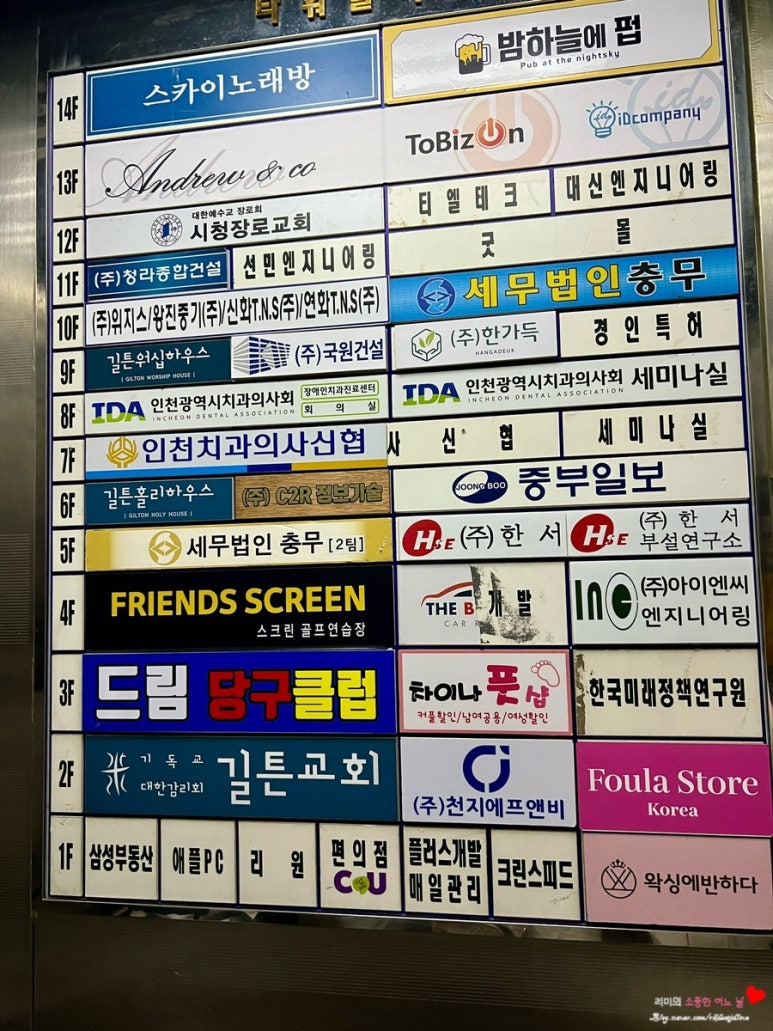 14F
스카이노래방
밤하늘에 펍
Pub at the nightsky
13F
Andrew & co
ToBizOn
idcompany
티엘테크
대신엔지니어링
12F
대한예수교 장로회
시청장로교회
굿 몰
11F
(주)청라종합건설
선민엔지니어링
세무법인충무
10F
(주)위지스/왕진중기(주)/신화T.N.S(주)/연화T.N.S(주)
(주)한가득
HANGADEUK
경인특허
9F
길튼워십하우스
| GILTON WORSHIP HOUSE |
(주)국원건설
IDA 인천광역시치과의사회 세미나실
INCHEON DENTAL ASSOCIATION
8F
IDA 인천광역시치과의사회
INCHEON DENTAL ASSOCIATION
장애인치과진료센터
회의실
7F
인천치과의사신협
사 신 협
세미나실
6F
길튼홀리하우스
| GILTON HOLY HOUSE |
(주) C2R 정보기술
JOONG BOO 중부일보
5F
세무법인 충무 [2팀]
HSE (주)한 서
HSE (주) 한 서
부설연구소
4F
FRIENDS SCREEN
스크린 골프연습장
THE B
CAR
개발
INC (주)아이엔씨
엔지니어링
3F
드림 당구클럽
차이나 풋샵
커플할인/남여공용/여성할인
한국미래정책연구원
2F
기독교
대한감리회
길튼교회
(주)천지에프앤비
Foula Store
Korea
1F
삼성부동산
애플PC
리 원
편의점
CU
플러스개발
매일관리
크린스피드
왁싱에반하다
리미의 소중한 어느 날